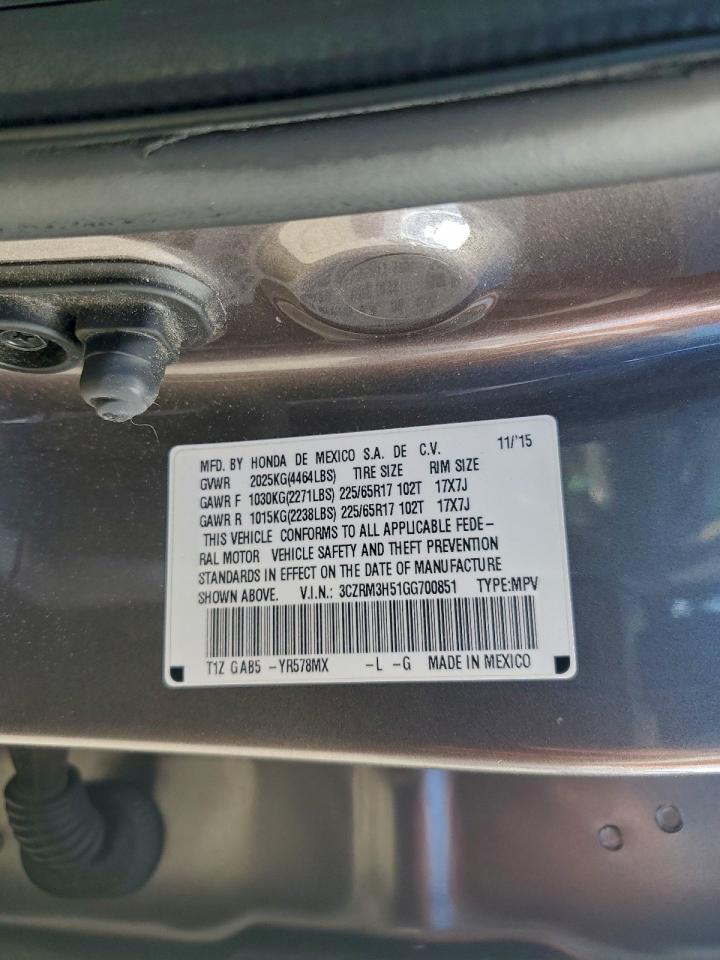 MFD. BY HONDA DE MEXICO S.A. DE C.V. 11/'15
GVWR 2025KG(4464LBS) TIRE SIZE RIM SIZE
GAWR F 1030KG(2271LBS) 225/65R17 102T 17X7J
GAWR R 1015KG(2238LBS) 225/65R17 102T 17X7J
THIS VEHICLE CONFORMS TO ALL APPLICABLE FEDE-
RAL MOTOR VEHICLE SAFETY AND THEFT PREVENTION
STANDARDS IN EFFECT ON THE DATE OF MANUFACTURE
SHOWN ABOVE. V.I.N.: 3CZRM3H51GG700851 TYPE:MPV
T1Z GAB5 -YR578MX -L -G MADE IN MEXICO